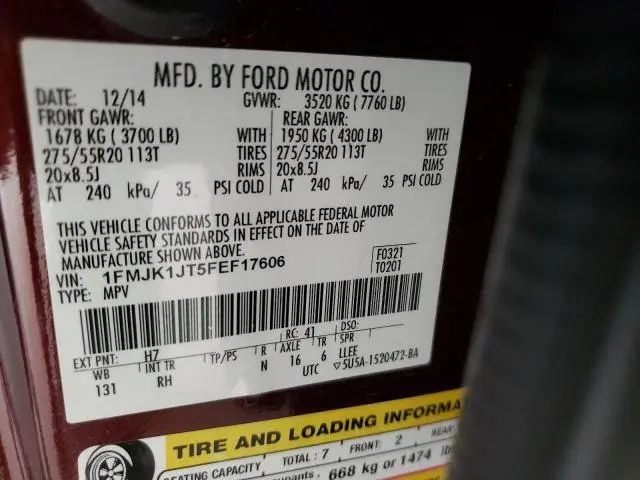 MFD. BY FORD MOTOR CO.
DATE: 12/14 GVWR: 3520 KG ( 7760 LB)
FRONT GAWR: REAR GAWR:
1678 KG ( 3700 LB) WITH 1950 KG ( 4300 LB) WITH
275/55R20 113T TIRES 275/55R20 113T TIRES
20x8.5J RIMS 20x8.5J RIMS
AT 240 kPa/ 35 PSI COLD AT 240 kPa/ 35 PSI COLD
THIS VEHICLE CONFORMS TO ALL APPLICABLE FEDERAL MOTOR
VEHICLE SAFETY STANDARDS IN EFFECT ON THE DATE OF
MANUFACTURE SHOWN ABOVE.
VIN: 1FMJK1JT5FEF17606 F0321
TYPE: MPV T0201
EXT PNT: H7 RC: 41 DSO:
WB INT TR TP/PS R AXLE TR SPR
131 RH N 16 6 LLEE
UTC ▽5U5A-1520472-BA
TIRE AND LOADING INFORMA
SEATING CAPACITY TOTAL: 7 FRONT: 2 REAR:
668 kg or 1474 lbs